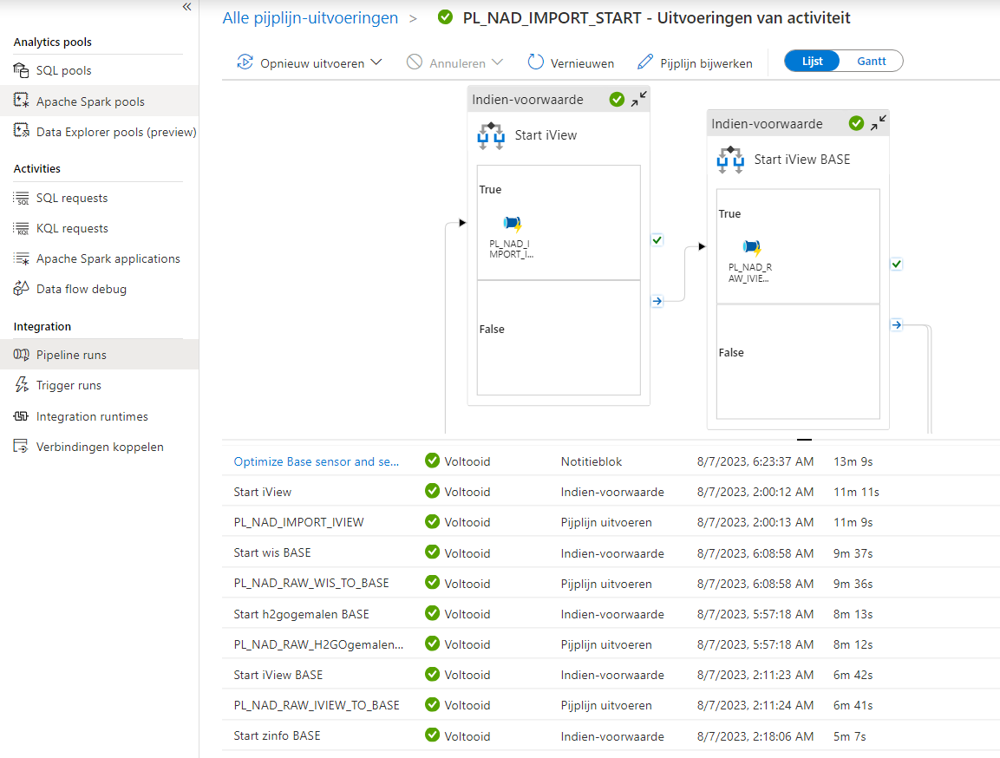 «
Analytics pools
SQL pools
Apache Spark pools
Data Explorer pools (preview)
Activities
SQL requests
KQL requests
Apache Spark applications
Data flow debug
Integration
Pipeline runs
Trigger runs
Integration runtimes
Verbindingen koppelen
Alle pijplijn-uitvoeringen > PL_NAD_IMPORT_START - Uitvoeringen van activiteit
Opnieuw uitvoeren Annuleren Vernieuwen Pijplijn bijwerken Lijst Gantt
Indien-voorwaarde
Start iView
True
PL_NAD_I
MPORT_I...
False
Indien-voorwaarde
Start iView BASE
True
PL_NAD_R
AW_IVIE...
False
Optimize Base sensor and se... Voltooid Notitieblok 8/7/2023, 6:23:37 AM 13m 9s
Start iView Voltooid Indien-voorwaarde 8/7/2023, 2:00:12 AM 11m 11s
PL_NAD_IMPORT_IVIEW Voltooid Pijplijn uitvoeren 8/7/2023, 2:00:13 AM 11m 9s
Start wis BASE Voltooid Indien-voorwaarde 8/7/2023, 6:08:58 AM 9m 37s
PL_NAD_RAW_WIS_TO_BASE Voltooid Pijplijn uitvoeren 8/7/2023, 6:08:58 AM 9m 36s
Start h2gogemalen BASE Voltooid Indien-voorwaarde 8/7/2023, 5:57:18 AM 8m 13s
PL_NAD_RAW_H2GOgemalen... Voltooid Pijplijn uitvoeren 8/7/2023, 5:57:18 AM 8m 12s
Start iView BASE Voltooid Indien-voorwaarde 8/7/2023, 2:11:23 AM 6m 42s
PL_NAD_RAW_IVIEW_TO_BASE Voltooid Pijplijn uitvoeren 8/7/2023, 2:11:24 AM 6m 41s
Start zinfo BASE Voltooid Indien-voorwaarde 8/7/2023, 2:18:06 AM 5m 7s